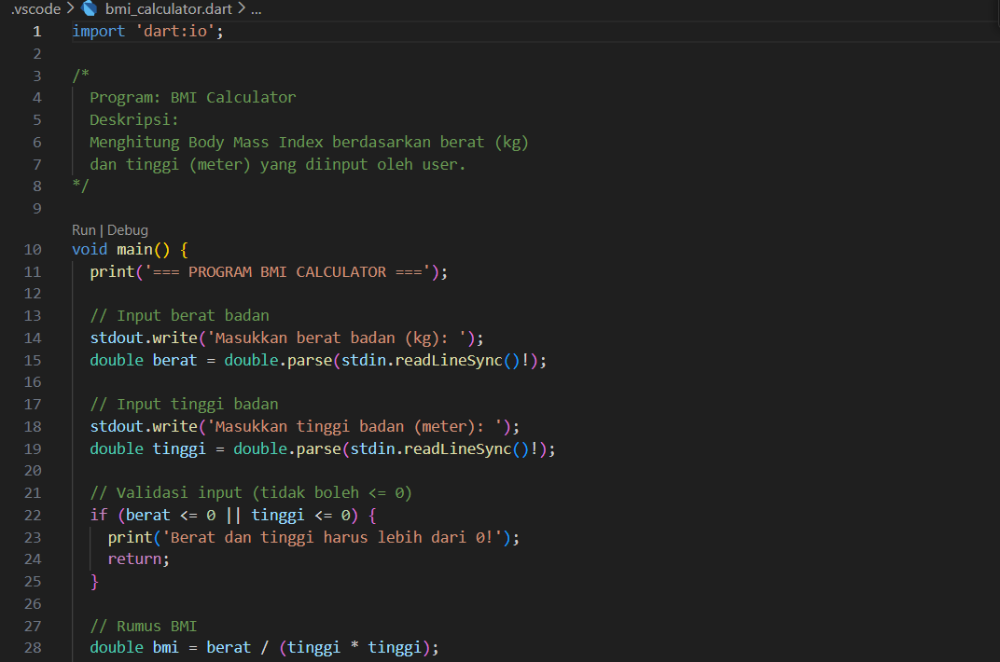 .vscode > bmi_calculator.dart > ...
1 import 'dart:io';
2
3 /*
4 Program: BMI Calculator
5 Deskripsi:
6 Menghitung Body Mass Index berdasarkan berat (kg)
7 dan tinggi (meter) yang diinput oleh user.
8 */
9
Run | Debug
10 void main() {
11 print('=== PROGRAM BMI CALCULATOR ===');
12
13 // Input berat badan
14 stdout.write('Masukkan berat badan (kg): ');
15 double berat = double.parse(stdin.readLineSync()!);
16
17 // Input tinggi badan
18 stdout.write('Masukkan tinggi badan (meter): ');
19 double tinggi = double.parse(stdin.readLineSync()!);
20
21 // Validasi input (tidak boleh <= 0)
22 if (berat <= 0 || tinggi <= 0) {
23 print('Berat dan tinggi harus lebih dari 0!');
24 return;
25 }
26
27 // Rumus BMI
28 double bmi = berat / (tinggi * tinggi);